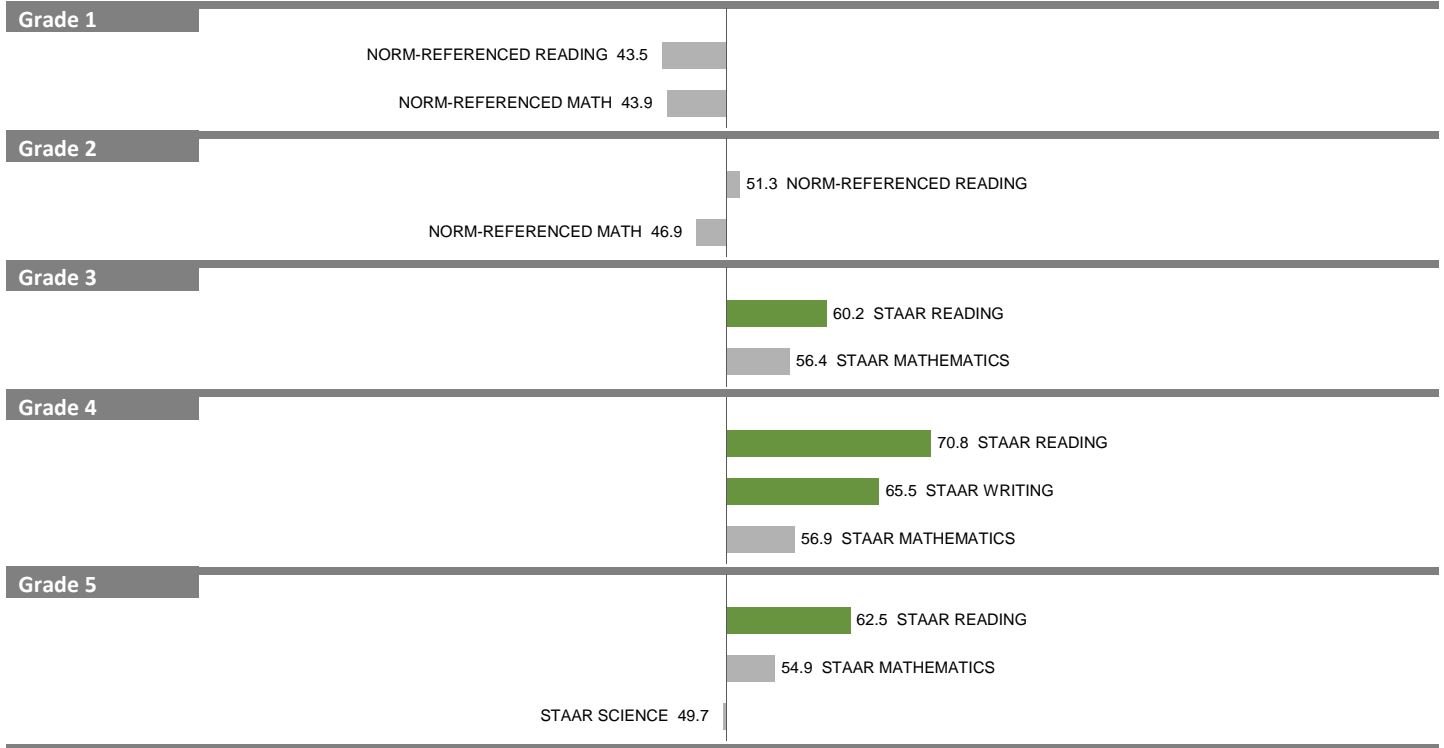 Grade 1
NORM-REFERENCED READING 43.5
NORM-REFERENCED MATH 43.9
Grade 2
51.3 NORM-REFERENCED READING
NORM-REFERENCED MATH 46.9
Grade 3
60.2 STAAR READING
56.4 STAAR MATHEMATICS
Grade 4
70.8 STAAR READING
65.5 STAAR WRITING
56.9 STAAR MATHEMATICS
Grade 5
62.5 STAAR READING
54.9 STAAR MATHEMATICS
STAAR SCIENCE 49.7